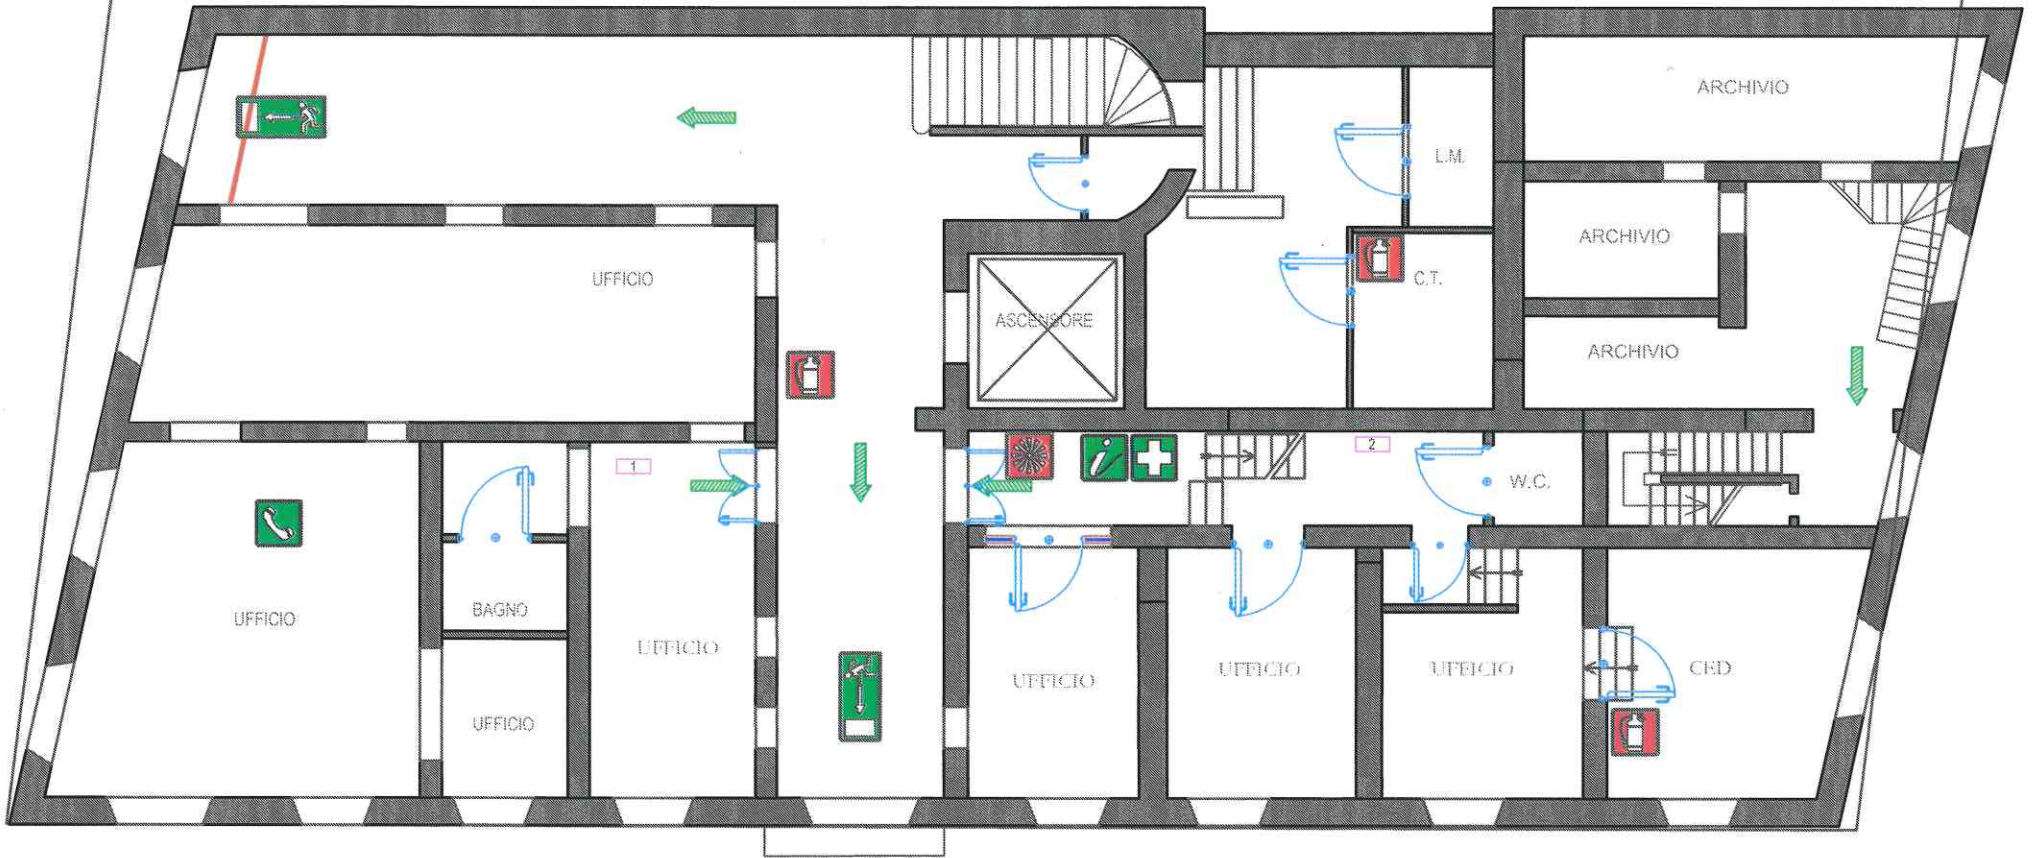 ARCHIVIO
L.M.
ARCHIVIO
UFFICIO
C.T.
ASCENSORE
ARCHIVIO
1
2
W.C.
UFFICIO
BAGNO
UFFICIO
UFFICIO
UFFICIO
UFFICIO
UFFICIO
CED
i